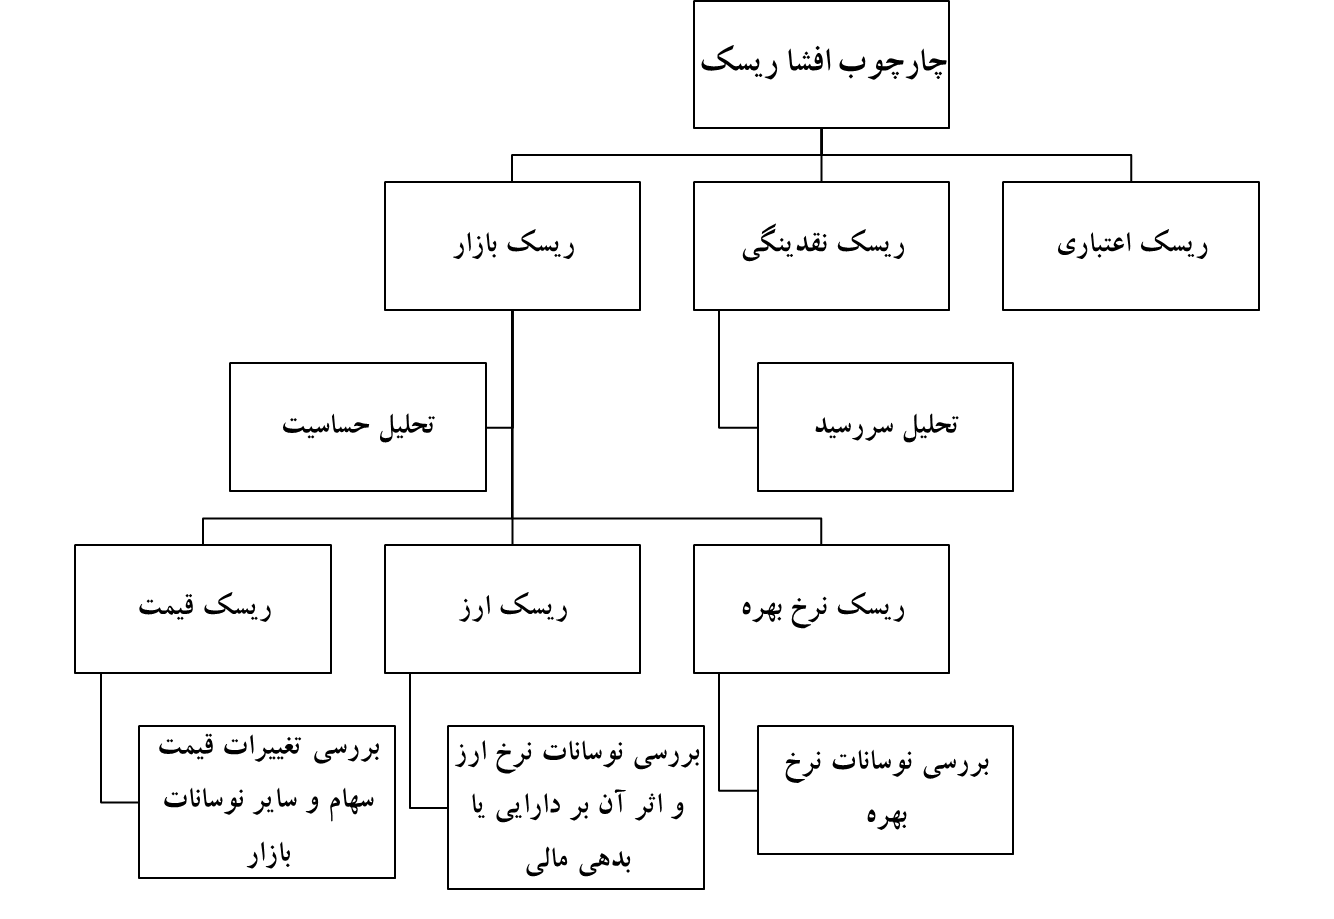 چارچوب افشا ریسک
ریسک اعتباری
ریسک نقدینگی
ریسک بازار
تحلیل سررسید
تحلیل حساسیت
ریسک نرخ بهره
ریسک ارز
ریسک قیمت
بررسی نوسانات نرخ
بهره
بررسی نوسانات نرخ ارز
و اثر آن بر دارایی یا
بدهی مالی
بررسی تغییرات قیمت
سهام و سایر نوسانات
بازار